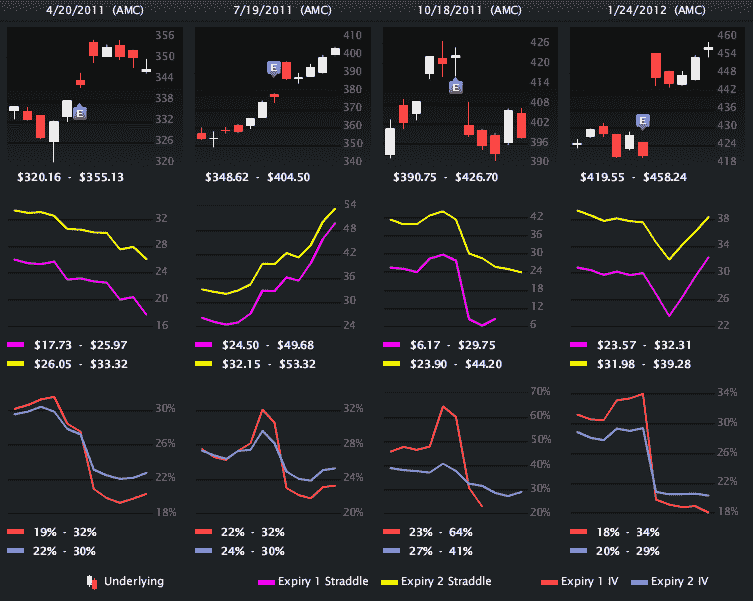 4/20/2011 (AMC)
7/19/2011 (AMC)
10/18/2011 (AMC)
1/24/2012 (AMC)
356
350
344
338
332
326
320
E
$320.16 - $355.13
410
400
390
380
370
360
350
340
E
$348.62 - $404.50
426
420
414
408
402
396
390
E
$390.75 - $426.70
460
454
448
442
436
430
424
418
E
$419.55 - $458.24
32
28
24
20
16
$17.73 - $25.97
$26.05 - $33.32
54
48
42
36
30
24
$24.50 - $49.68
$32.15 - $53.32
42
36
30
24
18
12
6
$6.17 - $29.75
$23.90 - $44.20
38
34
30
26
22
$23.57 - $32.31
$31.98 - $39.28
30%
26%
22%
18%
19% - 32%
22% - 30%
32%
28%
24%
20%
22% - 32%
24% - 30%
70%
60%
50%
40%
30%
20%
23% - 64%
27% - 41%
34%
30%
26%
22%
18%
18% - 34%
20% - 29%
Underlying
Expiry 1 Straddle
Expiry 2 Straddle
Expiry 1 IV
Expiry 2 IV